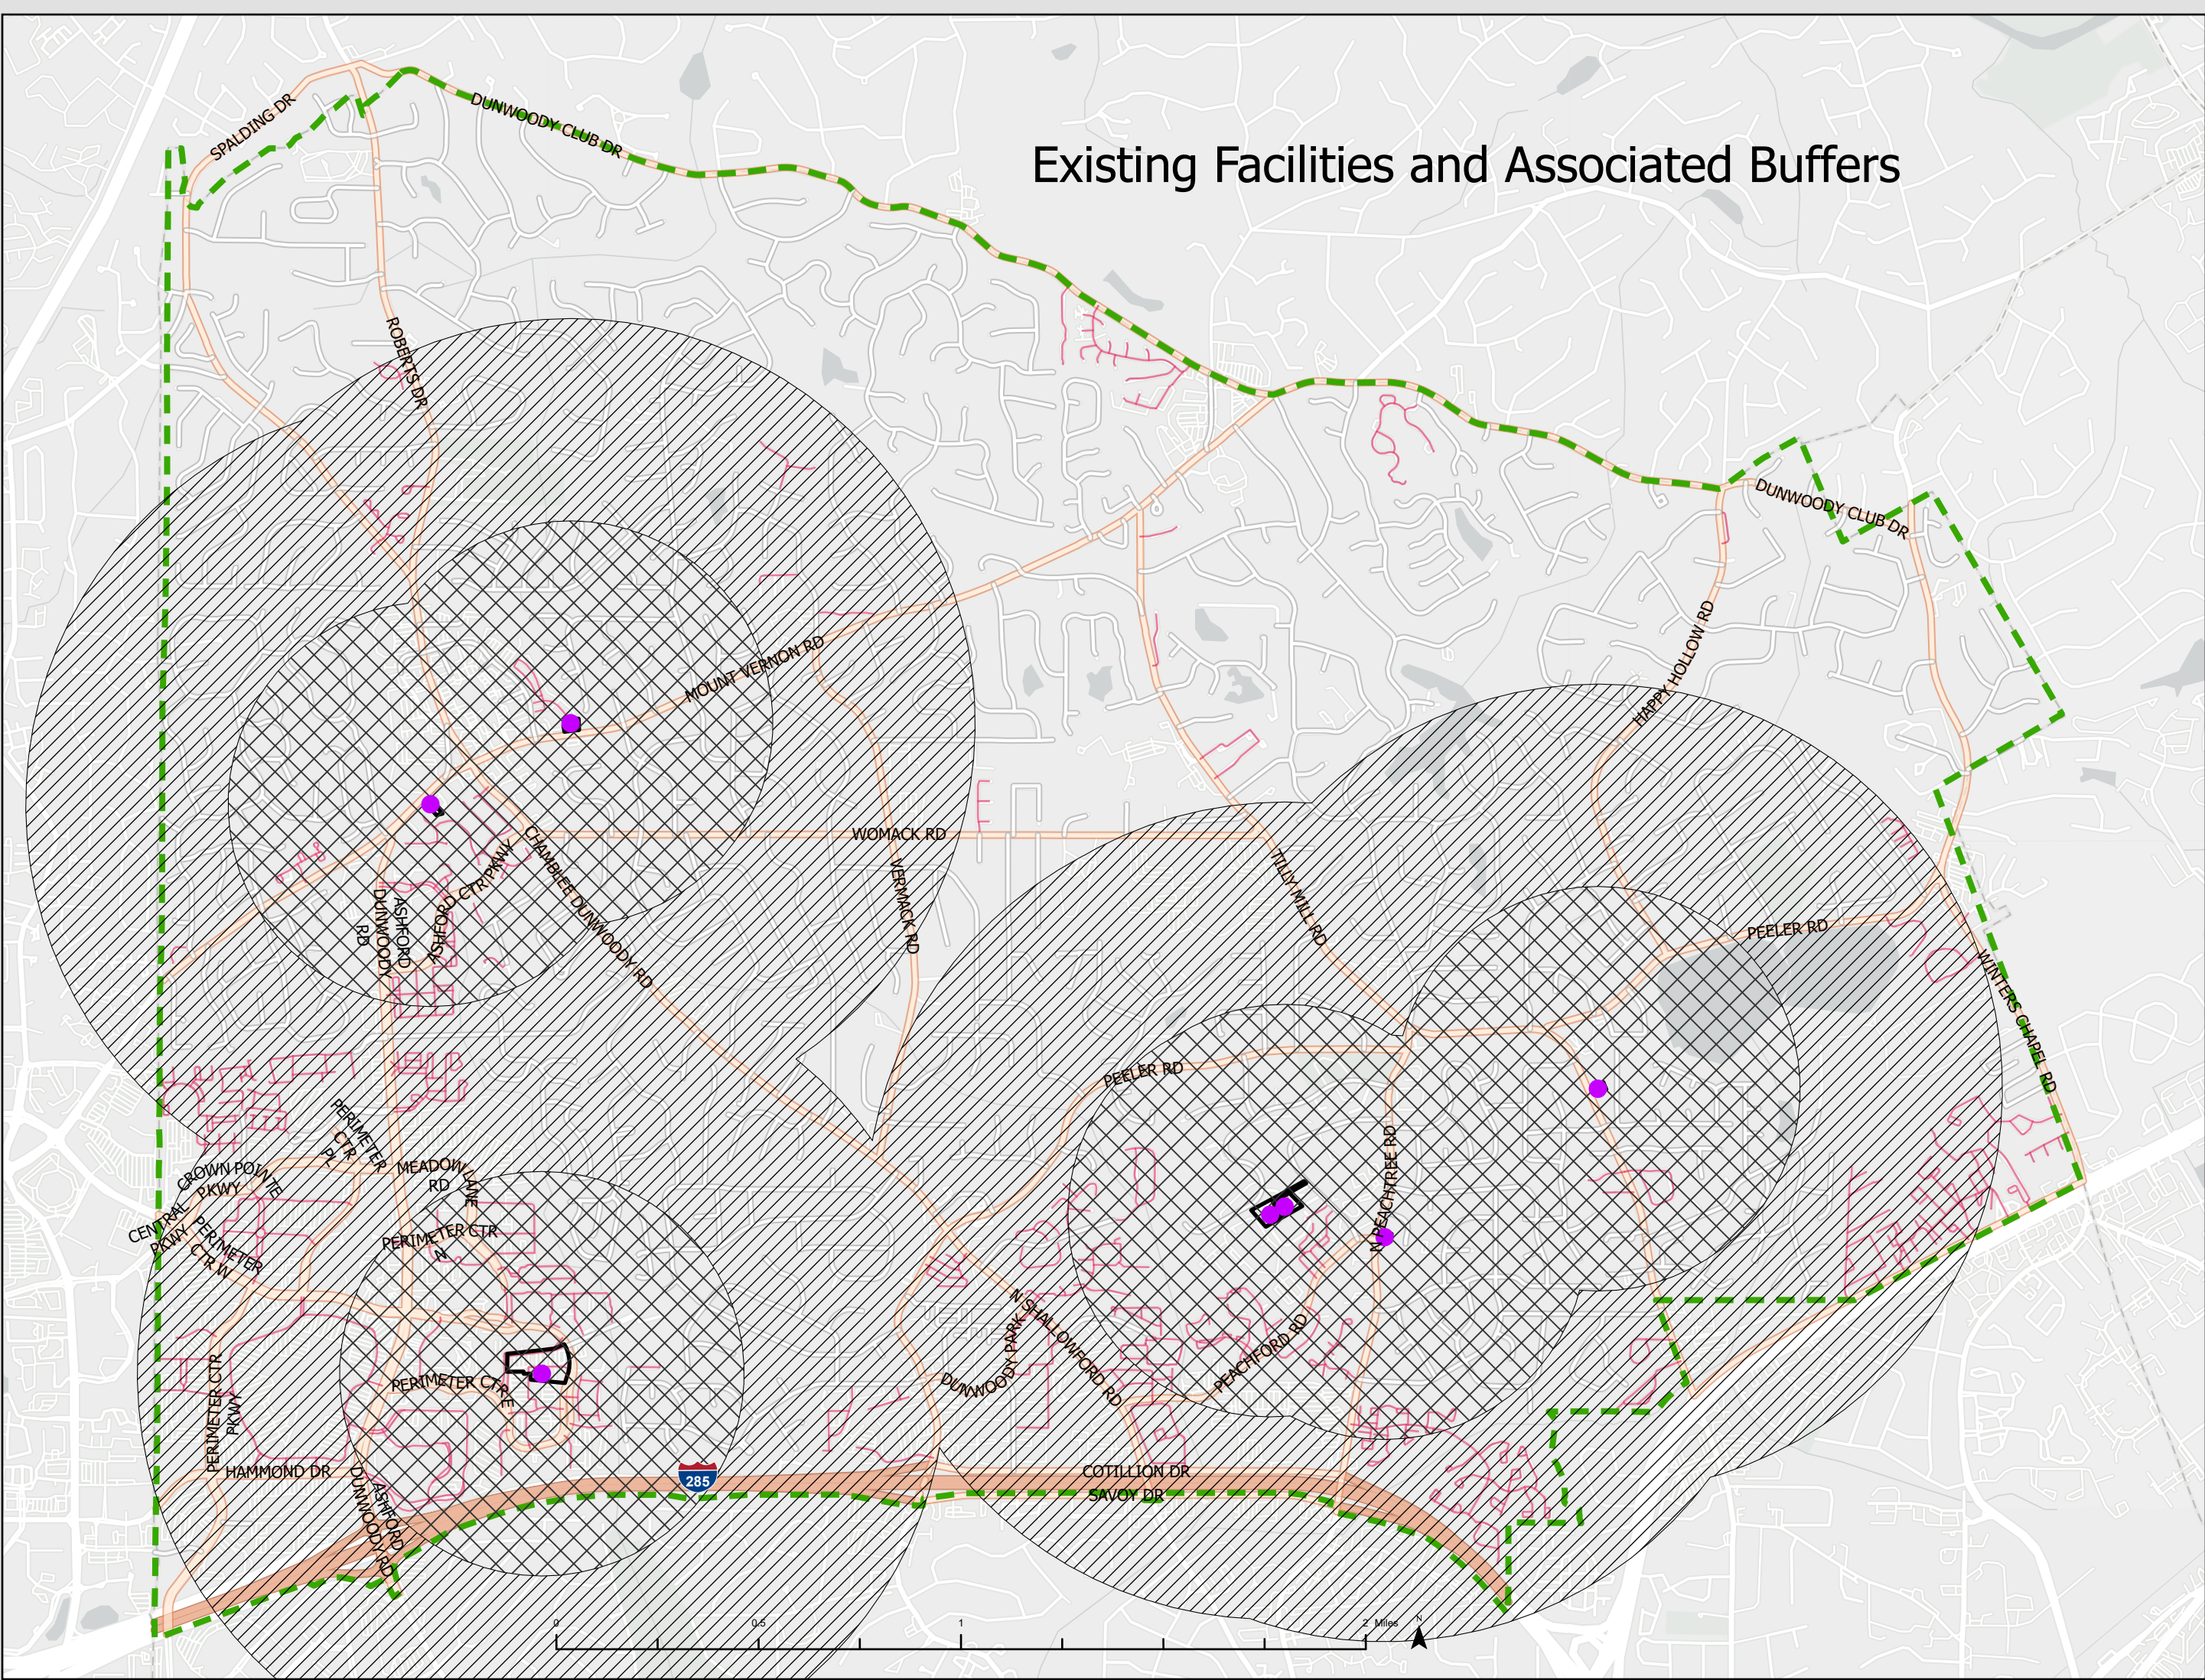 Existing Facilities and Associated Buffers
SPALDING DR
DUNWOODY CLUB DR
ROBERTS DR
DUNWOODY CLUB DR
HAPPY HOLLOW RD
MOUNT VERNON RD
WOMACK RD
CHAMBLEE DUNWOODY RD
VERMACK RD
TILLY MILL RD
ASHFORD CTR PKWY
ASHFORD
DUNWOODY
RD
PEELER RD
WINTERS CHAPEL RD
PEELER RD
PERIMETER
CTR
PL
MEADOW LANE
RD
CROWN POINTE
PKWY
CENTRAL
PKWY
PERIMETER
CTR W
PERIMETER CTR
N
N PEACHTREE RD
N SHALLOWFORD RD
DUNWOODY PARK
PEACHFORD RD
PERIMETER CTR E
PERIMETER CTR
PKWY
HAMMOND DR
ASHFORD
DUNWOODY RD
285
COTILLION DR
SAVOY DR
0 0.5 1 2 Miles
N